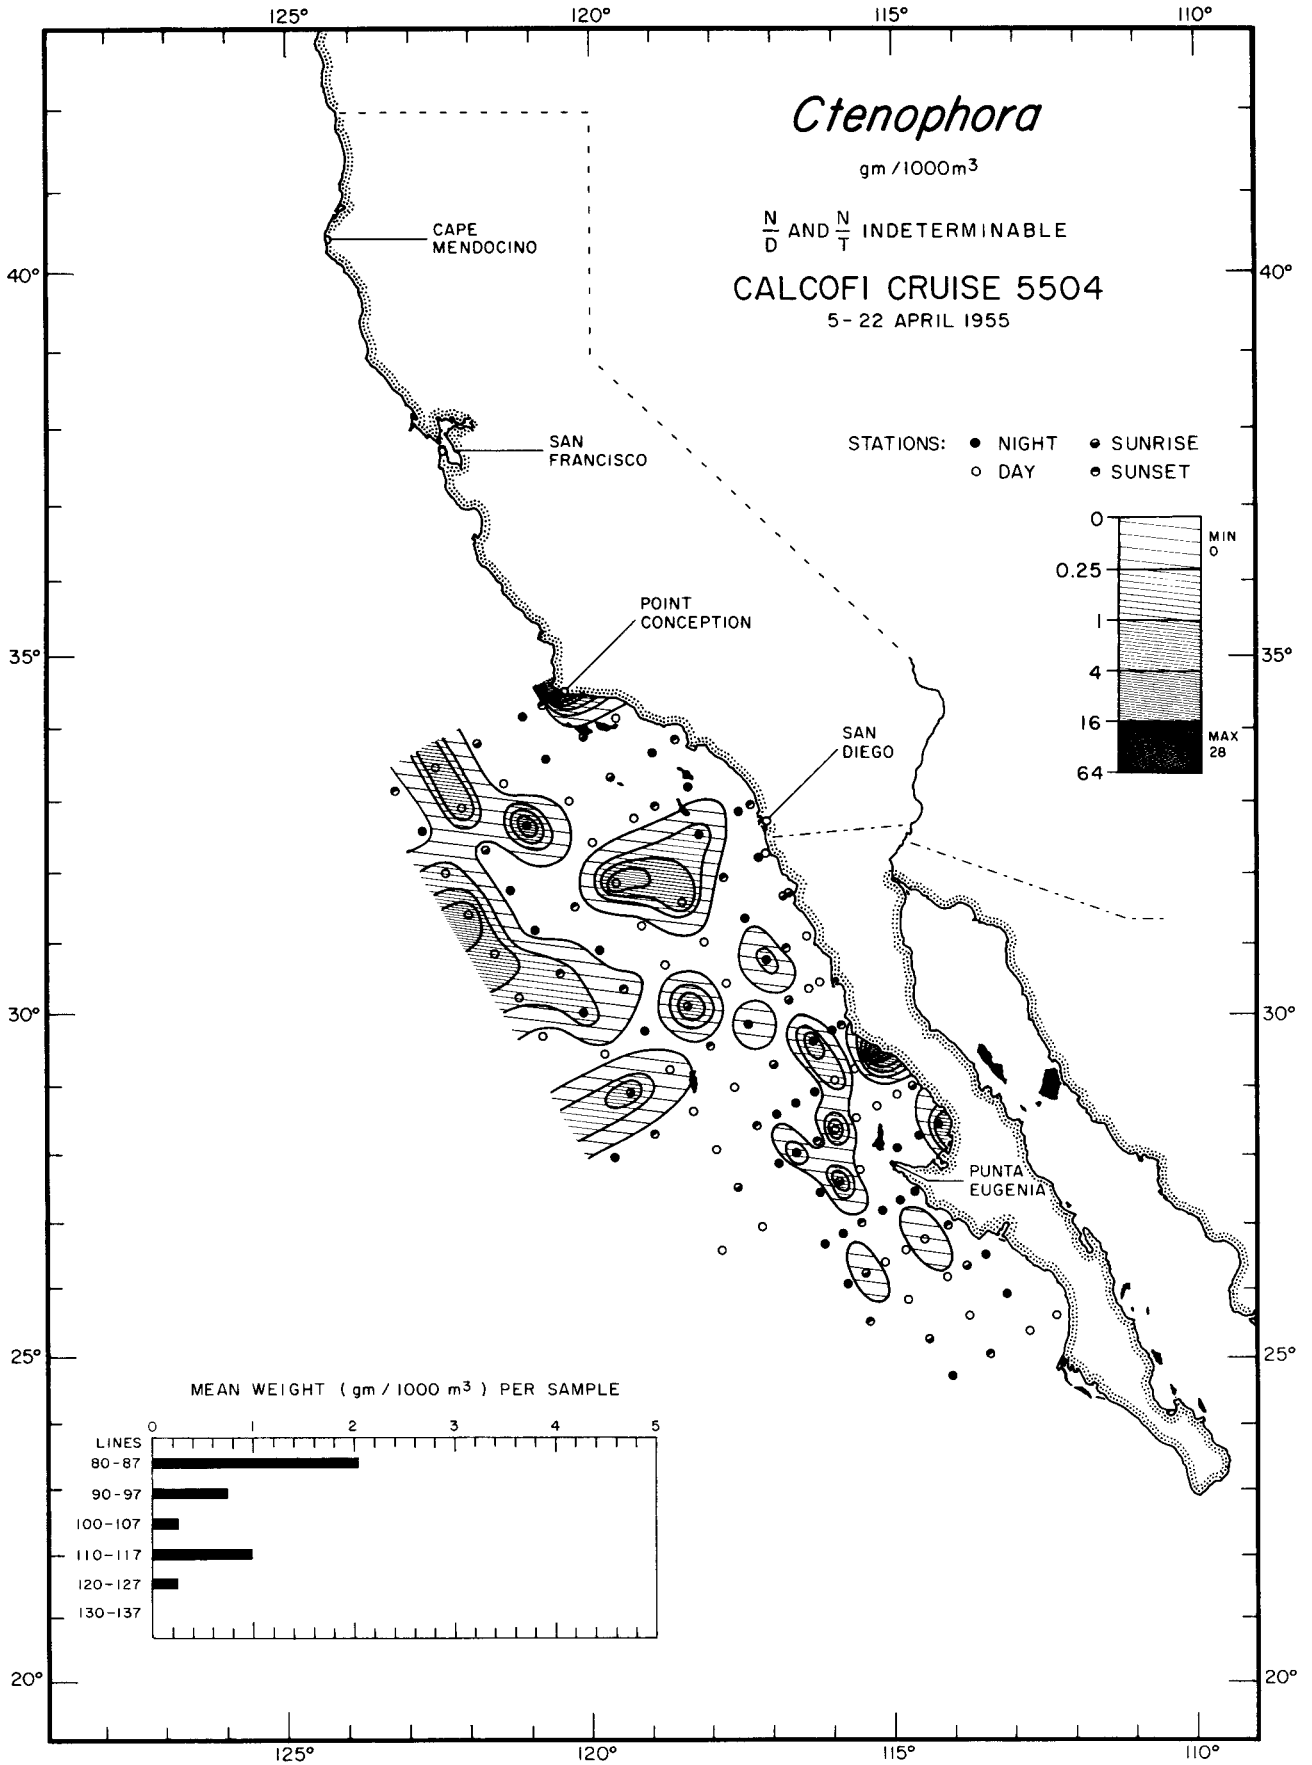 125° 120° 115° 110°
Ctenophora
gm/1000m³
N/D AND N/T INDETERMINABLE
CALCOFI CRUISE 5504
5-22 APRIL 1955
CAPE
MENDOCINO
40° 40°
SAN
FRANCISCO
STATIONS: NIGHT SUNRISE
DAY SUNSET
0
MIN
0
0.25
1
4
16
MAX
28
64
POINT
CONCEPTION
35° 35°
SAN
DIEGO
30° 30°
PUNTA
EUGENIA
25° 25°
MEAN WEIGHT (gm/1000 m³) PER SAMPLE
0 1 2 3 4 5
LINES
80-87
90-97
100-107
110-117
120-127
130-137
20° 20°
125° 120° 115° 110°